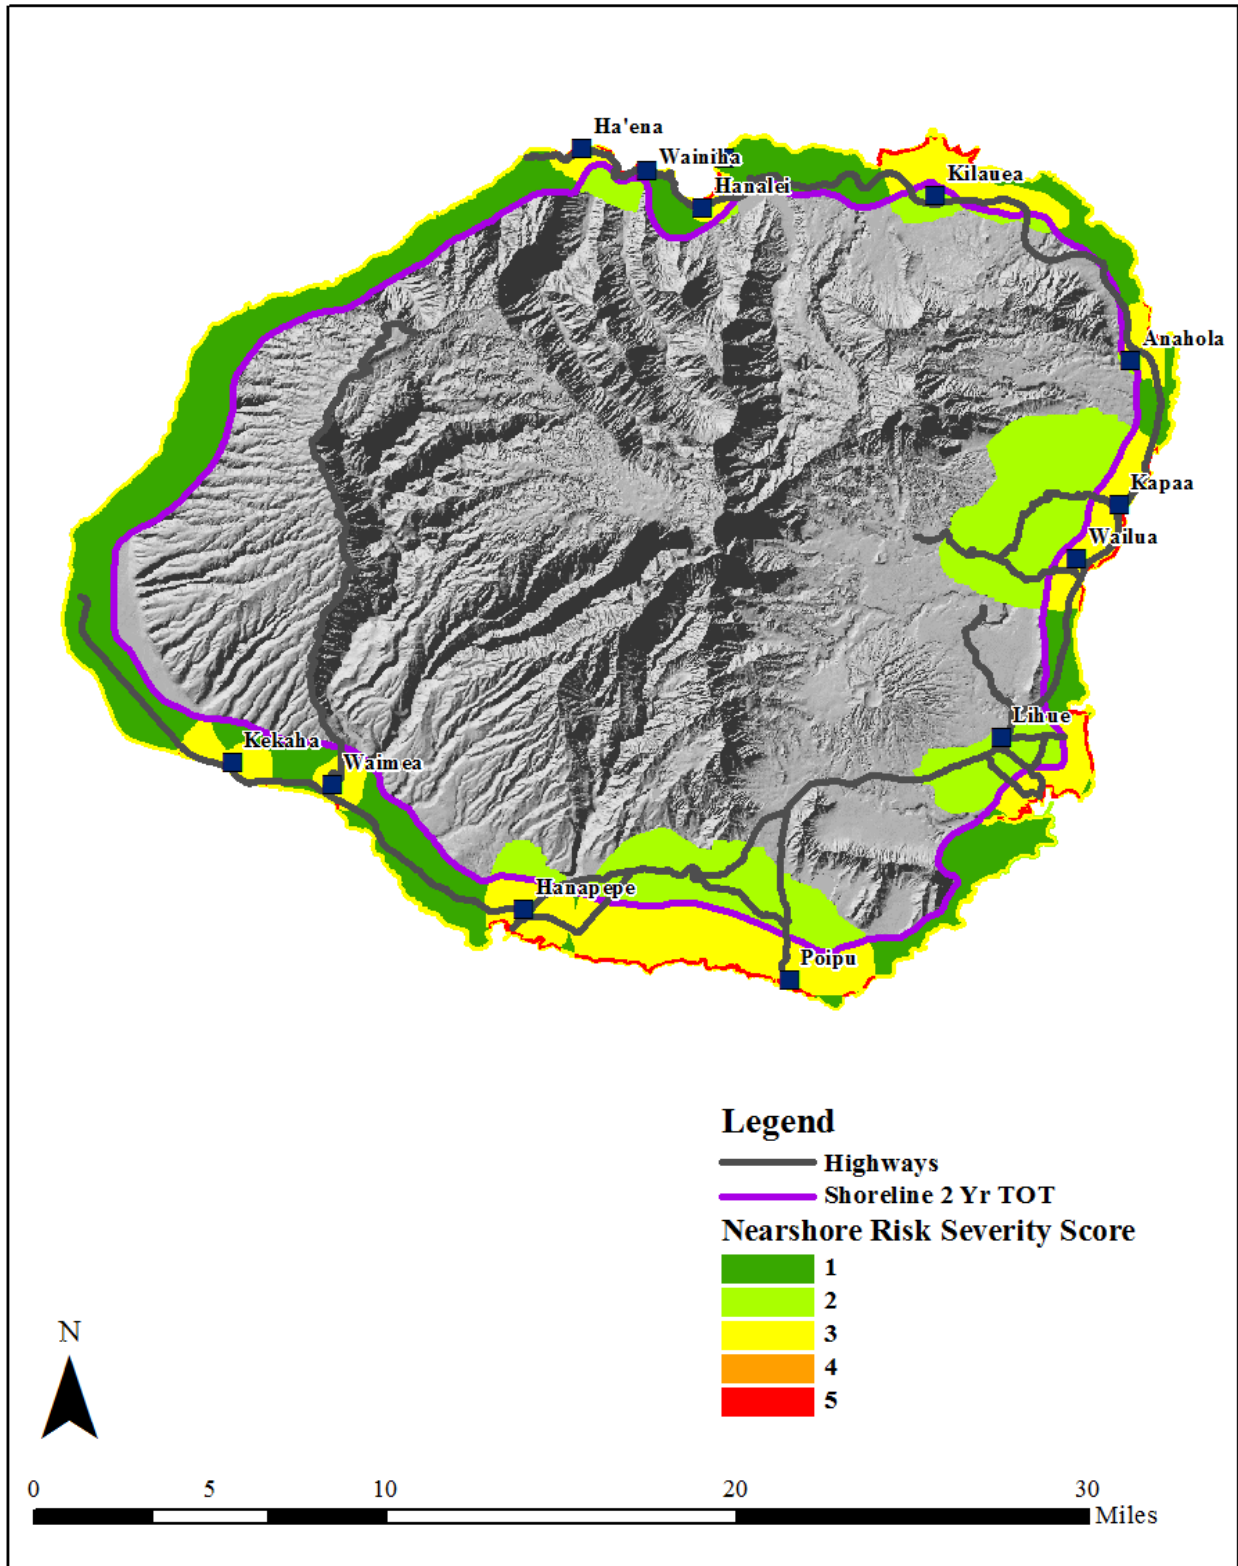 Ha'ena
Wainiha
Kilauea
Hanalei
Anahola
Kapaa
Wailua
Lihue
Kekaha
Waimea
Hanapepe
Poipu
Legend
Highways
Shoreline 2 Yr TOT
Nearshore Risk Severity Score
1
2
3
4
5
N
0 5 10 20 30
Miles